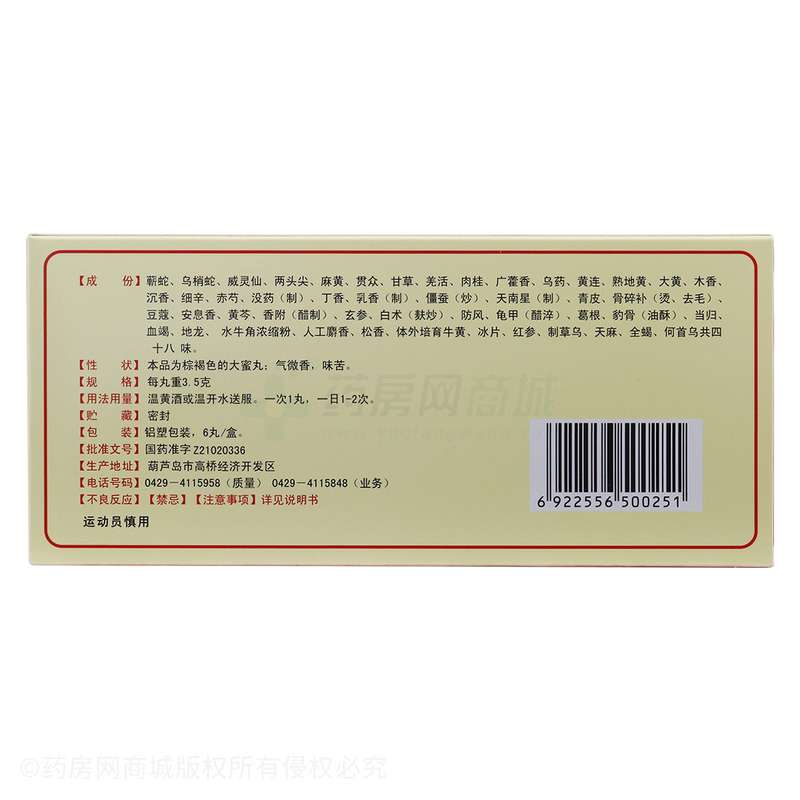 【成　份】蕲蛇、乌梢蛇、威灵仙、两头尖、麻黄、贯众、甘草、羌活、肉桂、广藿香、乌药、黄连、熟地黄、大黄、木香、
沉香、细辛、赤芍、没药（制）、丁香、乳香（制）、僵蚕（炒）、天南星（制）、青皮、骨碎补（烫、去毛）、
豆蔻、安息香、黄芩、香附（醋制）、玄参、白术（麸炒）、防风、龟甲（醋淬）、葛根、豹骨（油酥）、当归、
血竭、地龙、 水牛角浓缩粉、人工麝香、松香、体外培育牛黄、冰片、红参、制草乌、天麻、全蝎、何首乌共四
十八 味。
【性　状】本品为棕褐色的大蜜丸；气微香，味苦。
【规　格】每丸重3.5克
【用法用量】温黄酒或温开水送服。一次1丸，一日1-2次。
【贮　藏】密封
【包　装】铝塑包装，6丸/盒。
【批准文号】国药准字Z21020336
【生产地址】葫芦岛市高桥经济开发区
【电话号码】0429-4115958（质量） 0429-4115848（业务）
【不良反应】【禁忌】【注意事项】详见说明书
运动员慎用
6 922556 500251
药房网商城
www.yaofangwang.com
©药房网商城版权所有侵权必究